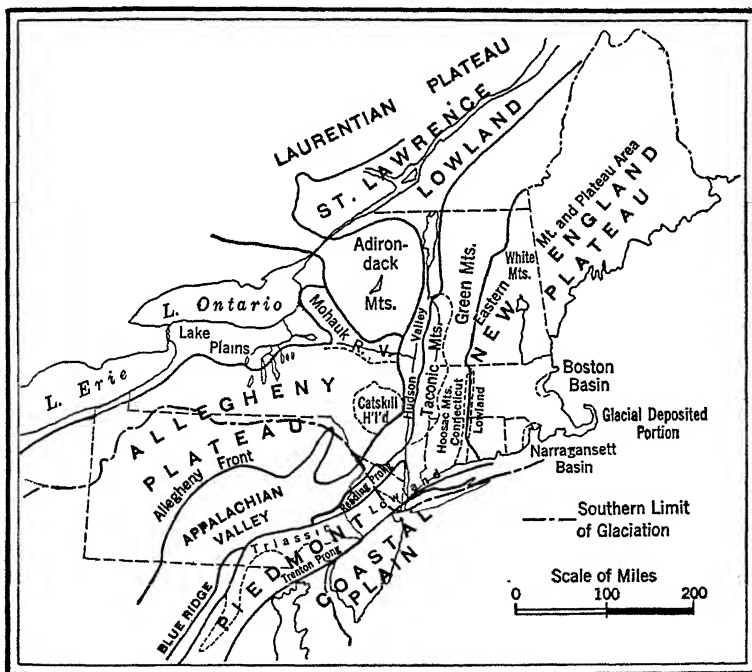 LAURENTIAN PLATEAU
ST. LAWRENCE
LOWLAND
Mt. and Plateau Area
NEW ENGLAND
PLATEAU
Adiron-
dack
Mts.
Green Mts.
White
Mts.
Eastern
L. Ontario
Mohawk R. V.
Valley
Hudson
Taconic Mts.
Lake
Plains
L. Erie
Hoosac Mts.
Connecticut
Lowland
Boston
Basin
Catskill
H'l'd
ALLEGHENY
PLATEAU
Glacial Deposited
Portion
Narragansett
Basin
Allegheny Front
Reading Prong
APPALACHIAN
VALLEY
Southern Limit
of Glaciation
Triassic Lowland
PIEDMONT
Trenton Prong
COASTAL
PLAIN
BLUE RIDGE
Scale of Miles
0 100 200